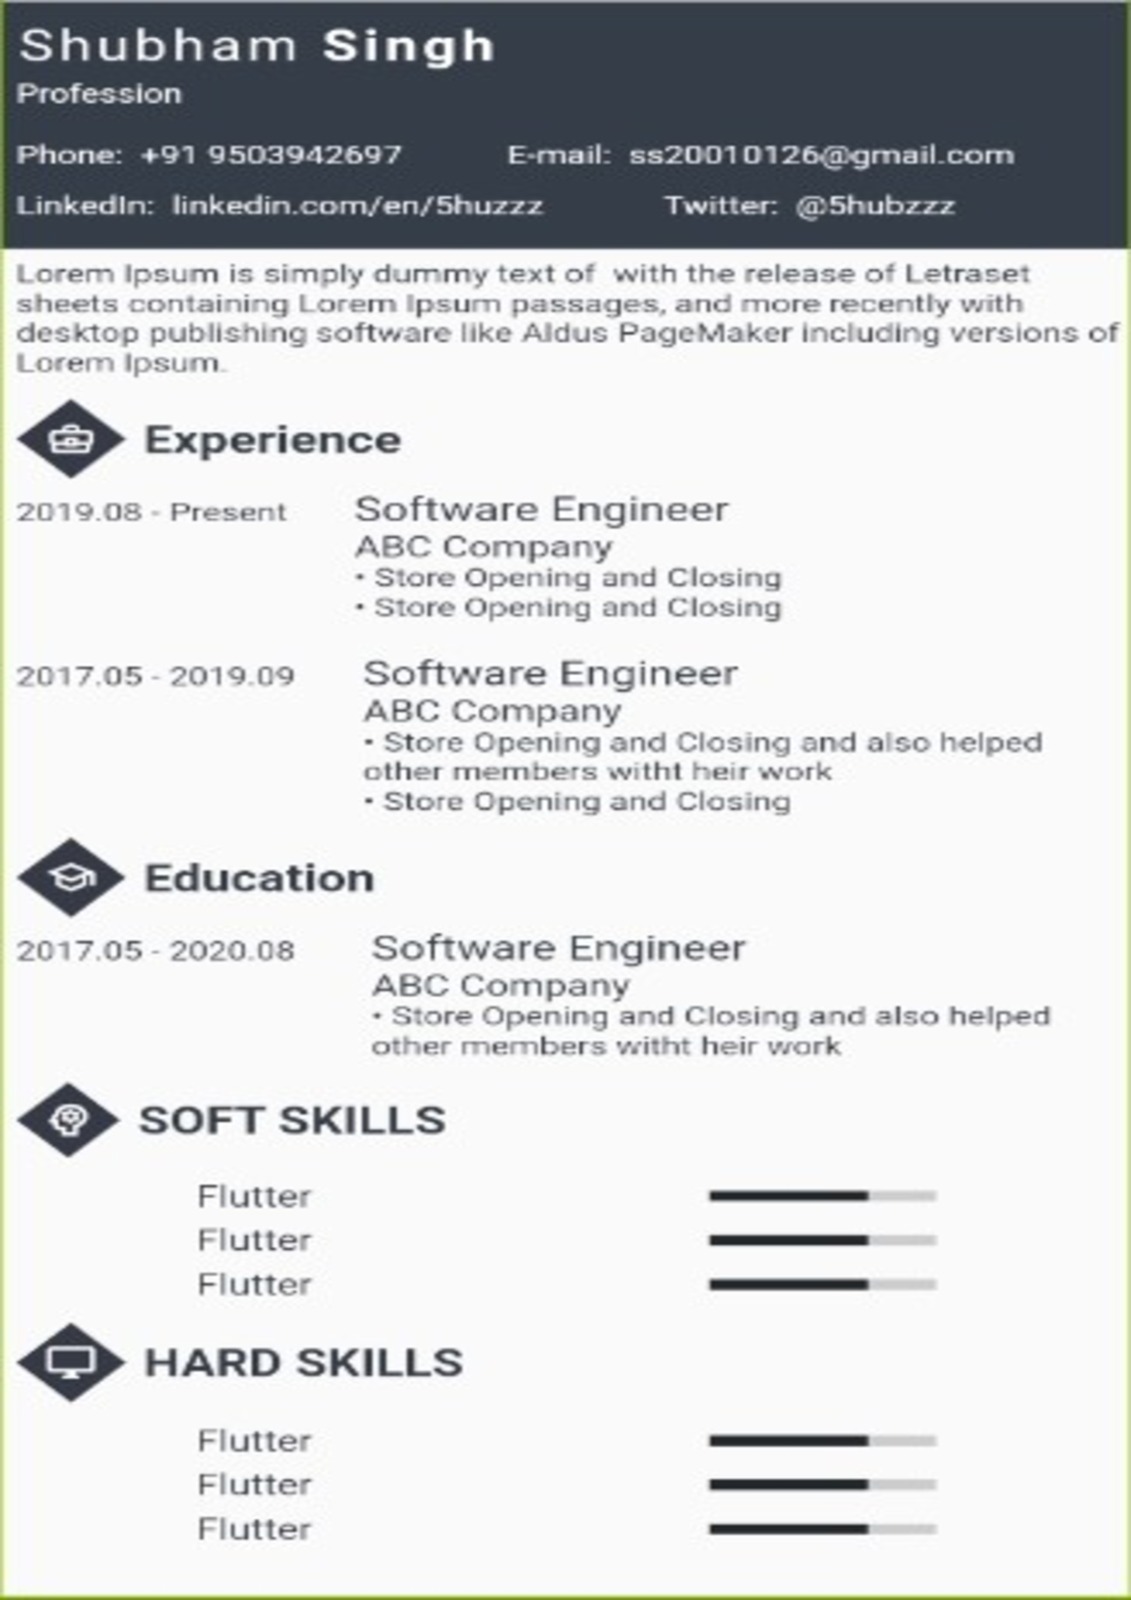 Shubham Singh
Profession
Phone: +91 9503942697 E-mail: ss20010126@gmail.com
LinkedIn: linkedin.com/en/5huzzz Twitter: @5hubzzz
Lorem Ipsum is simply dummy text of with the release of Letraset
sheets containing Lorem Ipsum passages, and more recently with
desktop publishing software like Aldus PageMaker including versions of
Lorem Ipsum.
Experience
2019.08 - Present Software Engineer
ABC Company
• Store Opening and Closing
• Store Opening and Closing
2017.05 - 2019.09 Software Engineer
ABC Company
• Store Opening and Closing and also helped
other members witht heir work
• Store Opening and Closing
Education
2017.05 - 2020.08 Software Engineer
ABC Company
• Store Opening and Closing and also helped
other members witht heir work
SOFT SKILLS
Flutter
Flutter
Flutter
HARD SKILLS
Flutter
Flutter
Flutter